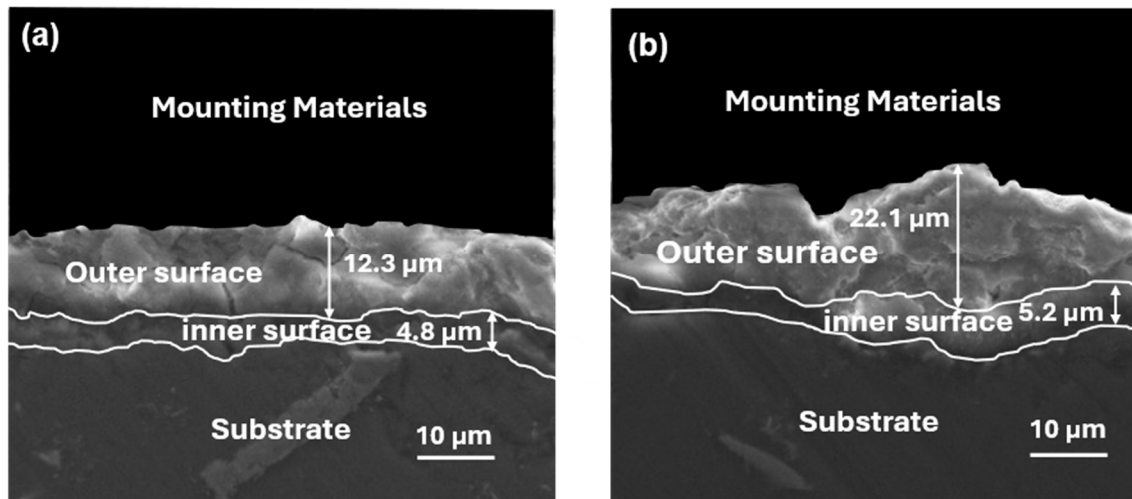 (a)
Mounting Materials
Outer surface
12.3 µm
inner surface
4.8 µm
Substrate
10 µm
(b)
Mounting Materials
22.1 µm
Outer surface
inner surface
5.2 µm
Substrate
10 µm